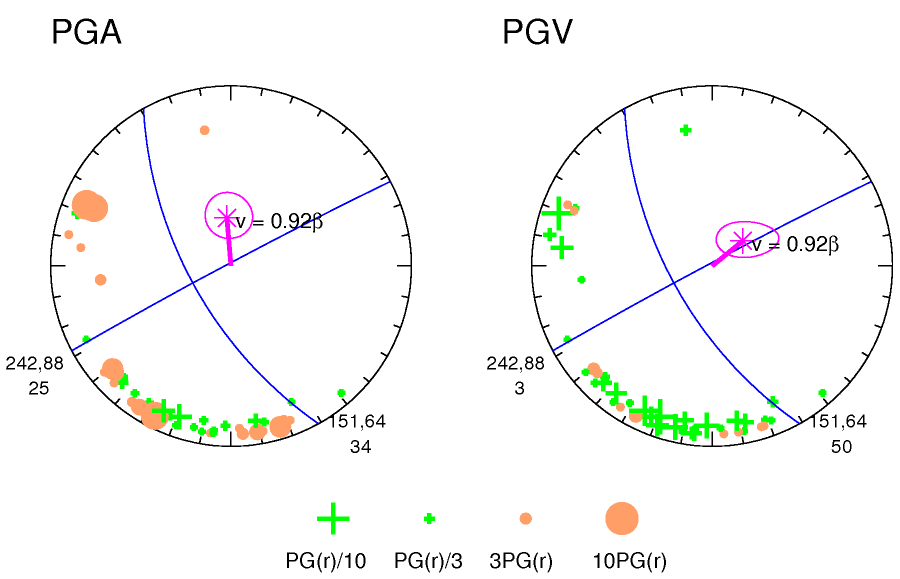 PGA PGV
v = 0.92β v = 0.92β
242,88 242,88
25 3
151,64 151,64
34 50
PG(r)/10 PG(r)/3 3PG(r) 10PG(r)